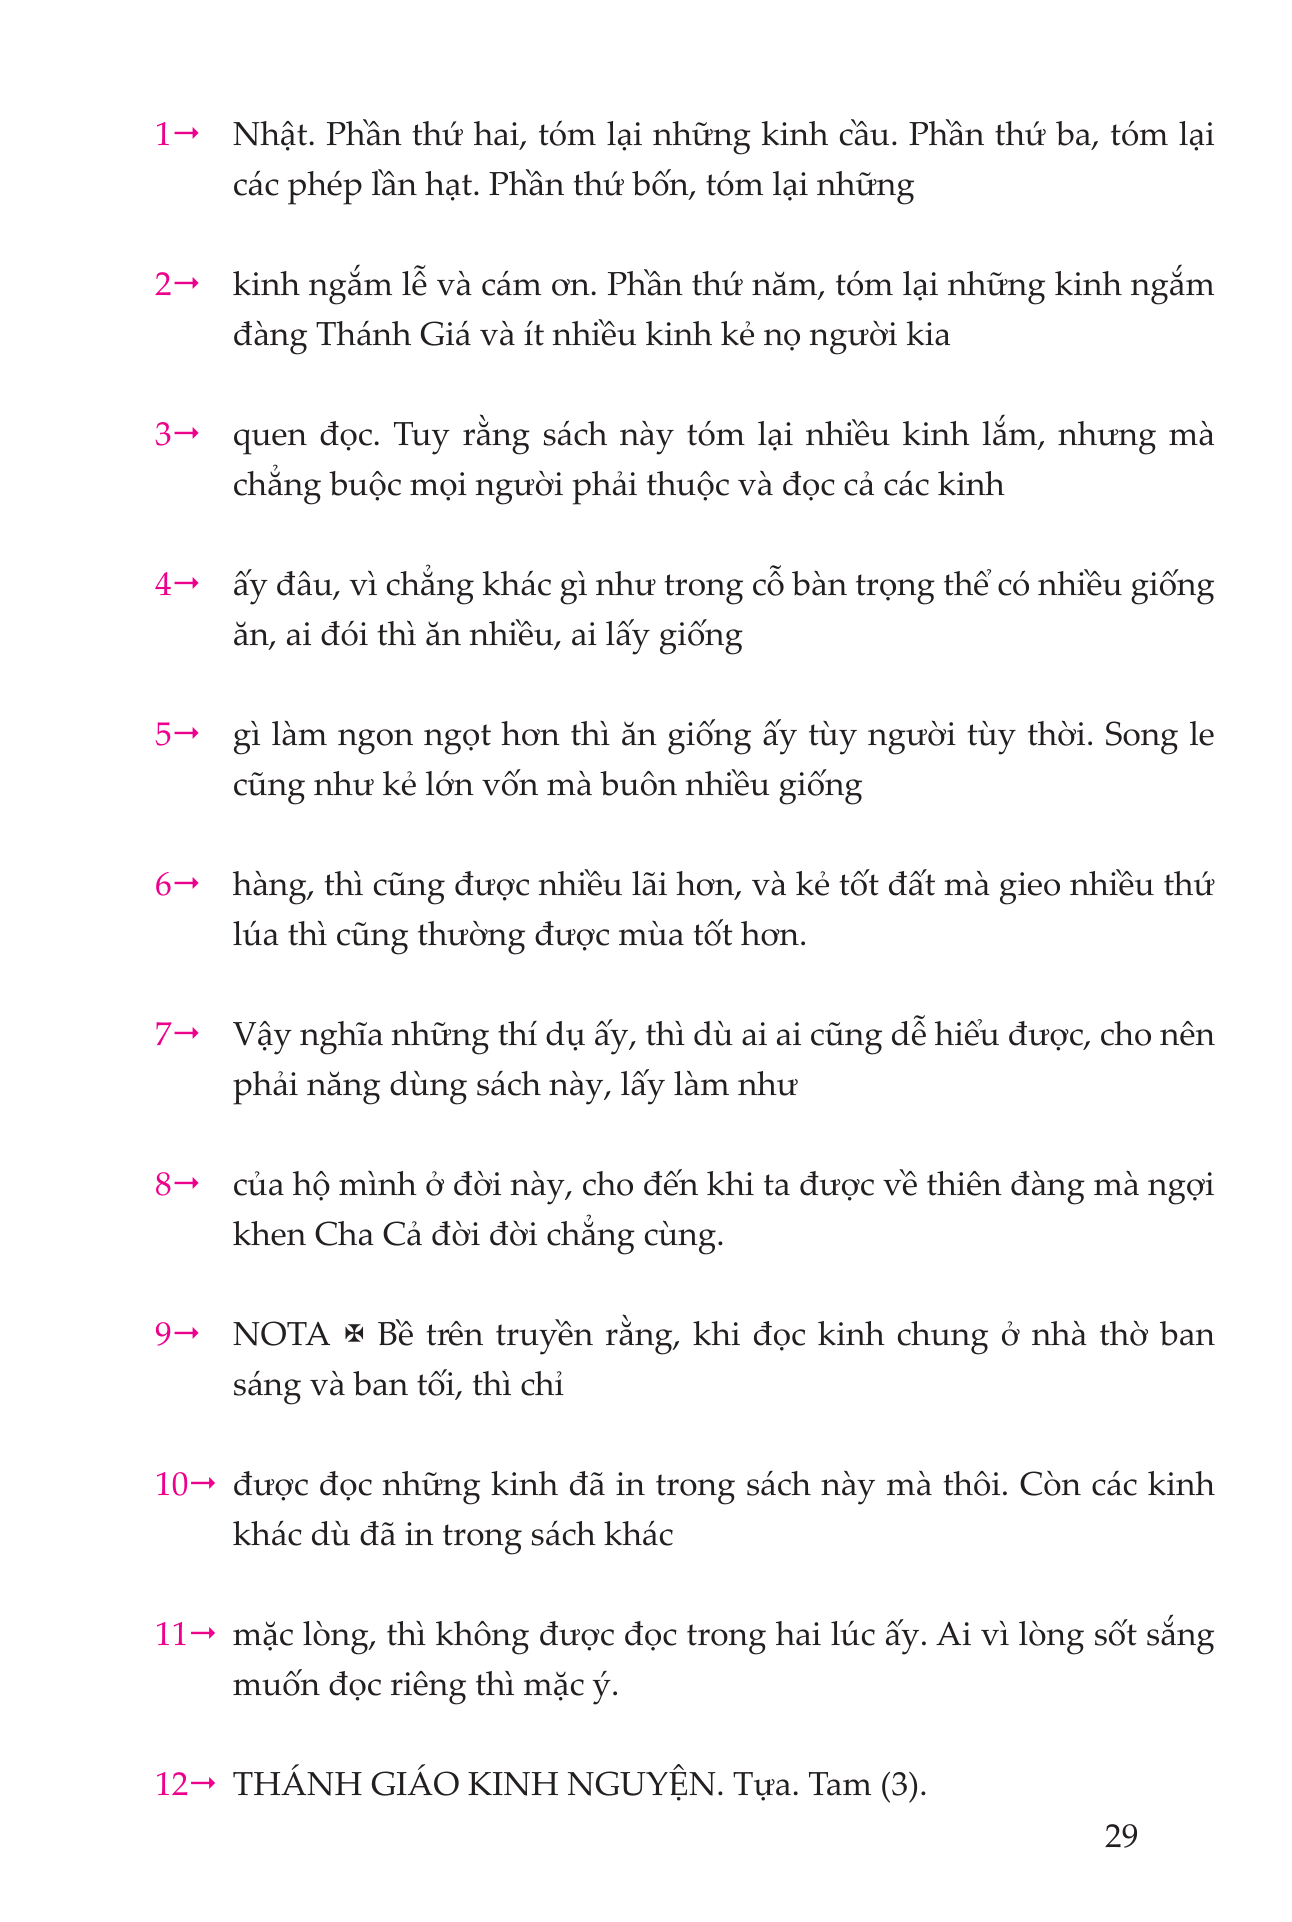 1→ Nhật. Phần thứ hai, tóm lại những kinh cầu. Phần thứ ba, tóm lại
các phép lần hạt. Phần thứ bốn, tóm lại những
2→ kinh ngắm lễ và cám ơn. Phần thứ năm, tóm lại những kinh ngắm
đàng Thánh Giá và ít nhiều kinh kẻ nọ người kia
3→ quen đọc. Tuy rằng sách này tóm lại nhiều kinh lắm, nhưng mà
chẳng buộc mọi người phải thuộc và đọc cả các kinh
4→ ấy đâu, vì chẳng khác gì như trong cỗ bàn trọng thể có nhiều giống
ăn, ai đói thì ăn nhiều, ai lấy giống
5→ gì làm ngon ngọt hơn thì ăn giống ấy tùy người tùy thời. Song le
cũng như kẻ lớn vốn mà buôn nhiều giống
6→ hàng, thì cũng được nhiều lãi hơn, và kẻ tốt đất mà gieo nhiều thứ
lúa thì cũng thường được mùa tốt hơn.
7→ Vậy nghĩa những thí dụ ấy, thì dù ai ai cũng dễ hiểu được, cho nên
phải năng dùng sách này, lấy làm như
8→ của hộ mình ở đời này, cho đến khi ta được về thiên đàng mà ngợi
khen Cha Cả đời đời chẳng cùng.
9→ NOTA ✠ Bề trên truyền rằng, khi đọc kinh chung ở nhà thờ ban
sáng và ban tối, thì chỉ
10→ được đọc những kinh đã in trong sách này mà thôi. Còn các kinh
khác dù đã in trong sách khác
11→ mặc lòng, thì không được đọc trong hai lúc ấy. Ai vì lòng sốt sắng
muốn đọc riêng thì mặc ý.
12→ THÁNH GIÁO KINH NGUYỆN. Tựa. Tam (3).
29